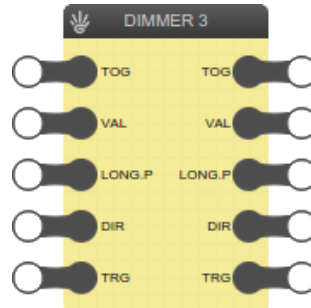 DIMMER 3
TOG TOG
VAL VAL
LONG.P LONG.P
DIR DIR
TRG TRG